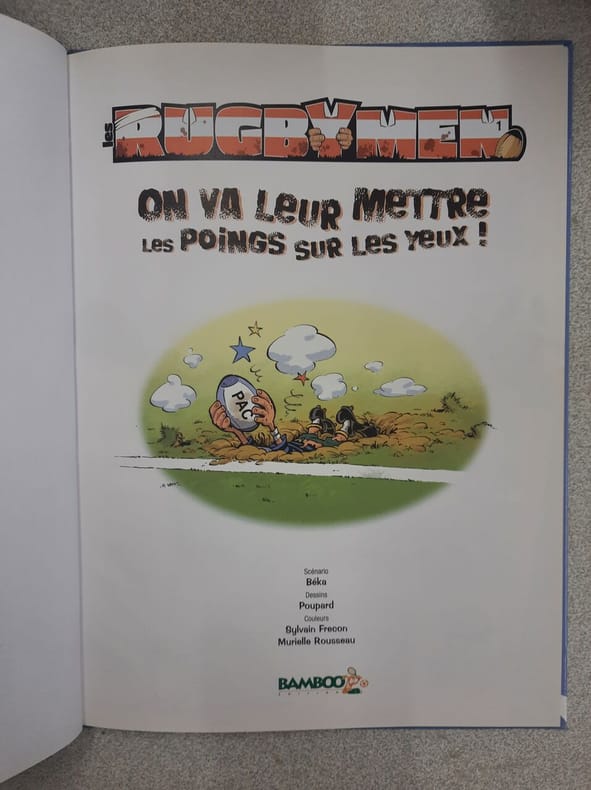 les RUGBYMEN
ON VA LEUR METTRE
LES POINGS SUR LES YEUX !
PAC
Scénario
Béka
Dessins
Poupard
Couleurs
Sylvain Frecon
Murielle Rousseau
BAMBOO
EDITION